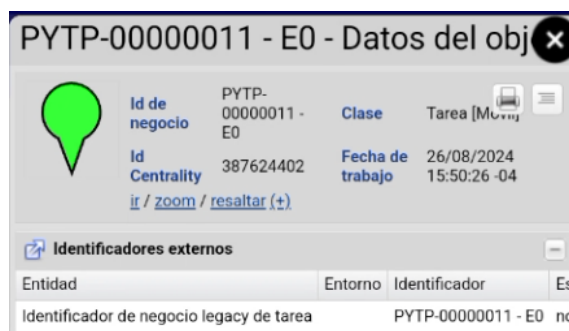 PYTP-00000011 - E0 - Datos del obj
Id de negocio
PYTP-00000011 - E0
Clase
Tarea [Móvil]
Id Centrality
387624402
Fecha de trabajo
26/08/2024 15:50:26 -04
ir / zoom / resaltar (+)
Identificadores externos
Entidad Entorno Identificador
Identificador de negocio legacy de tarea PYTP-00000011 - E0